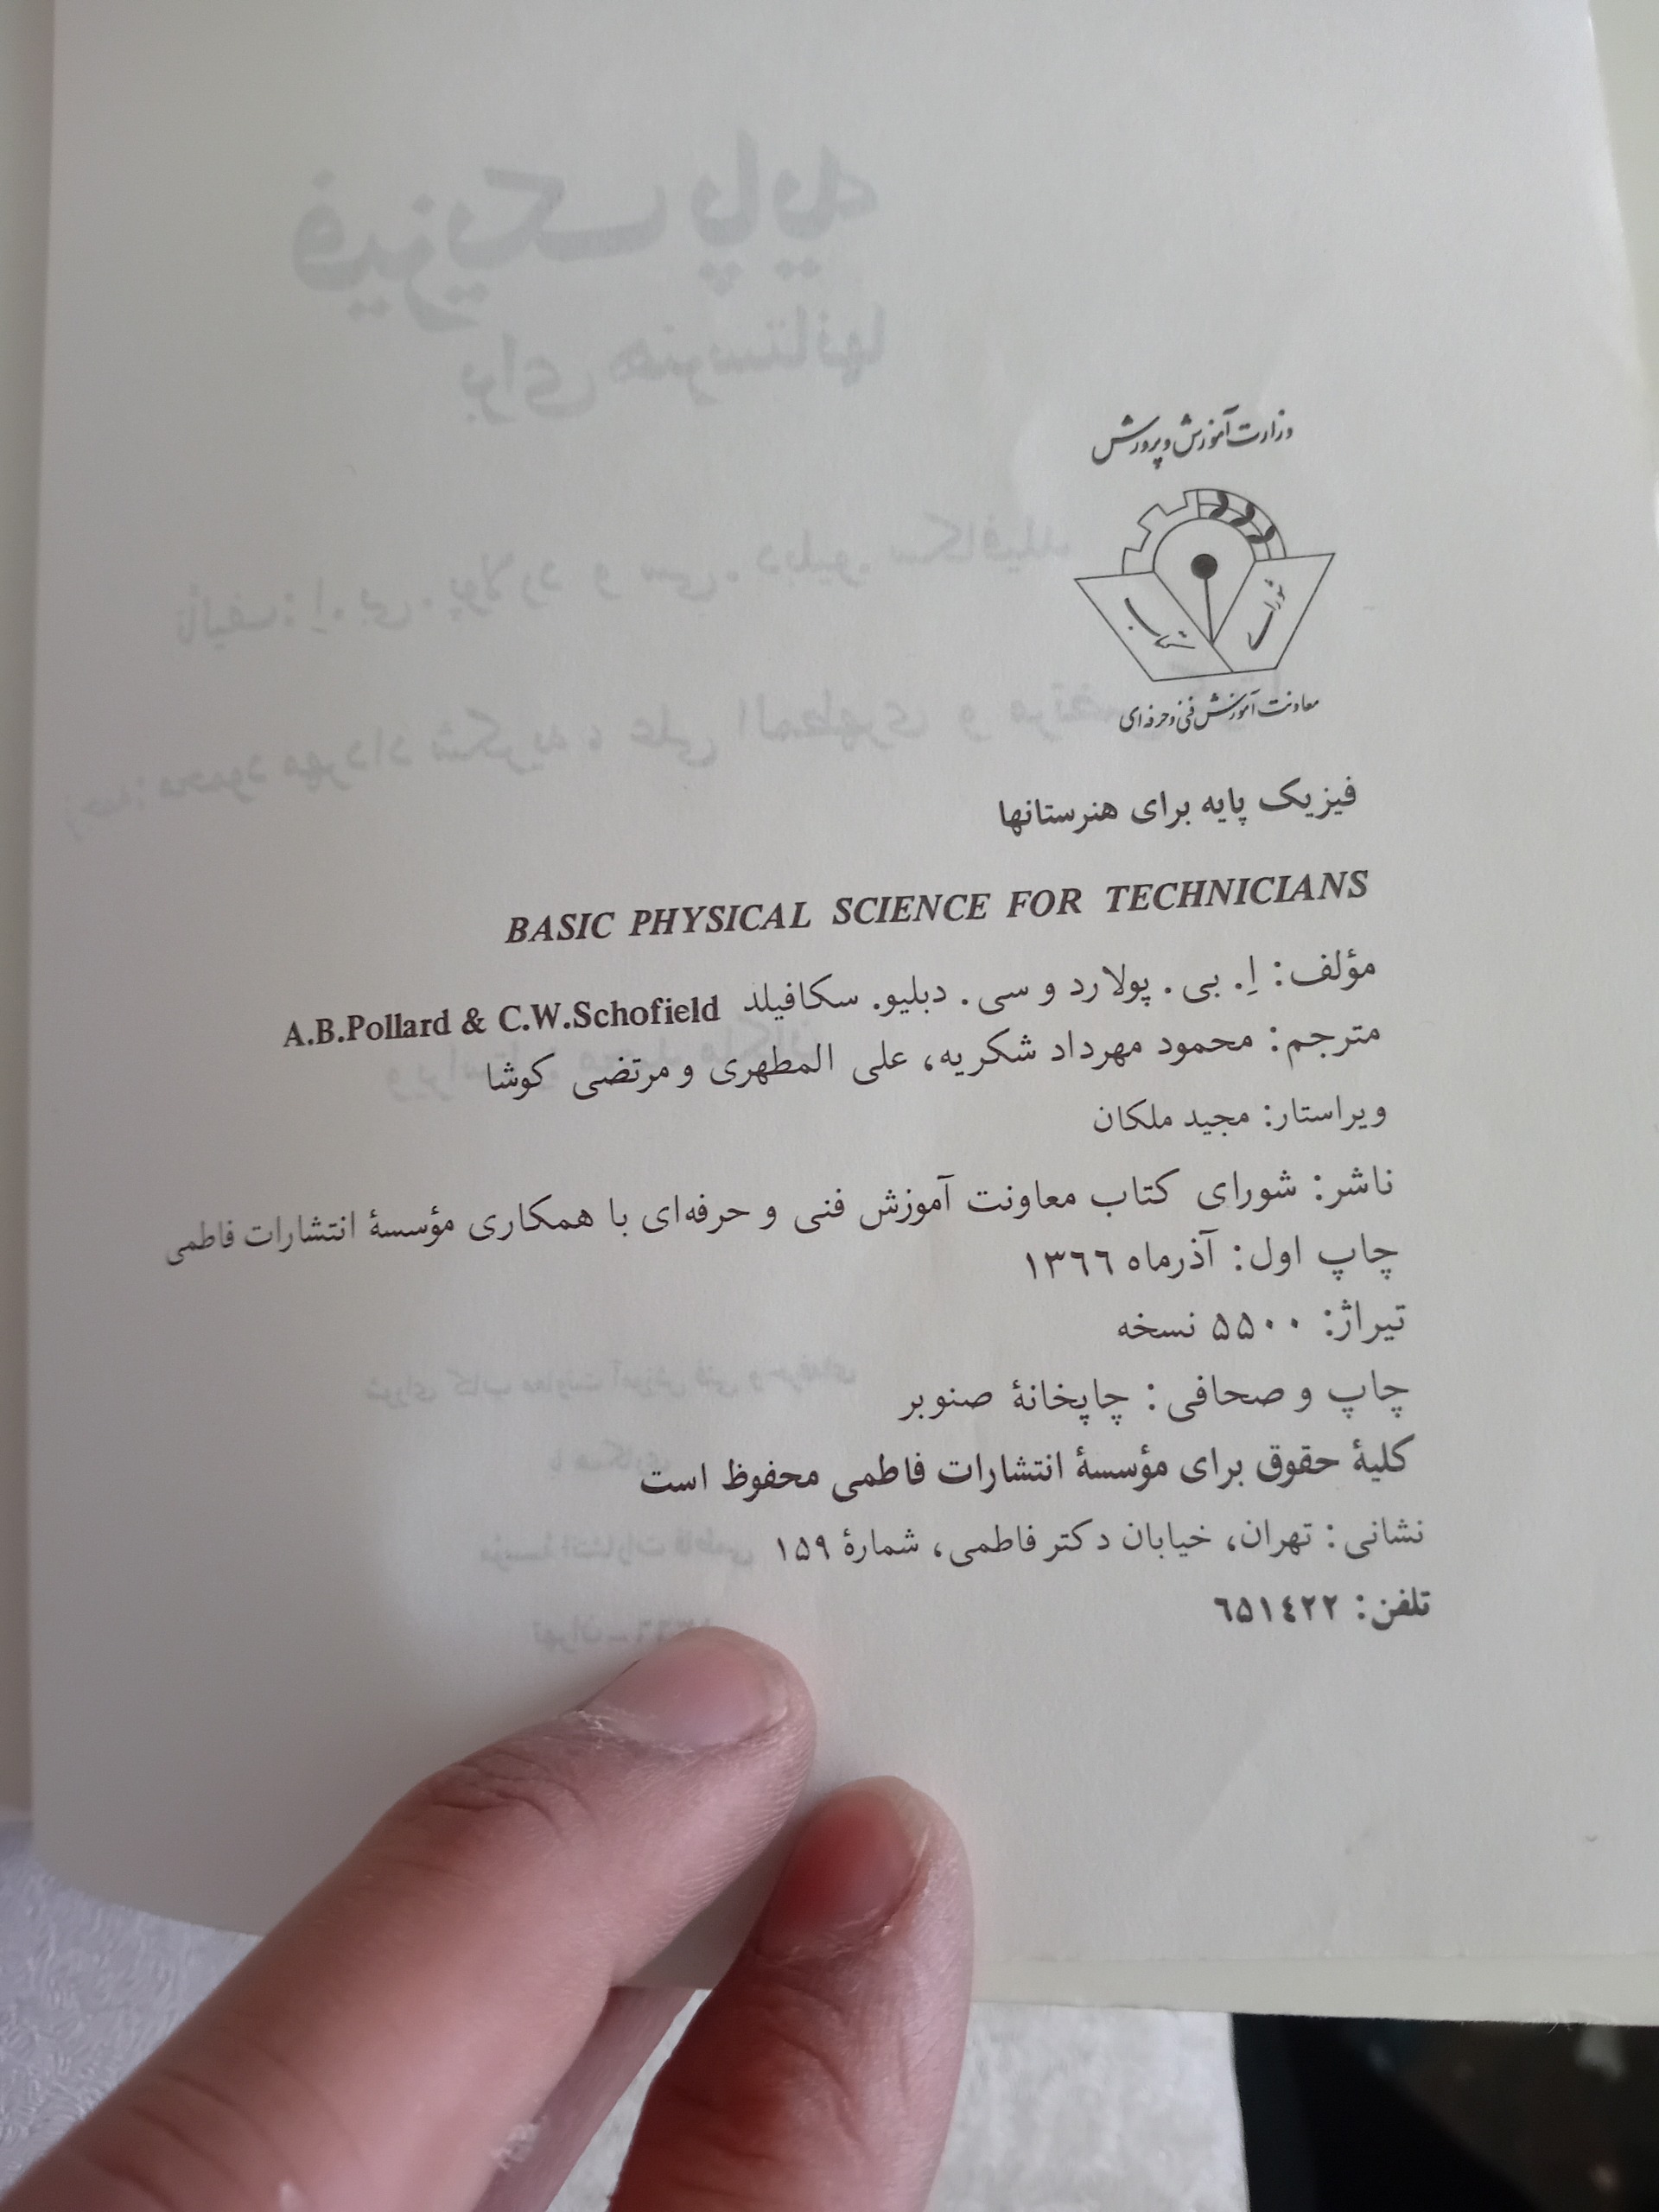 وزارت آموزش و پرورش
شورای کتاب
معاونت آموزش فنی و حرفه‌ای
فیزیک پایه برای هنرستانها
BASIC PHYSICAL SCIENCE FOR TECHNICIANS
مؤلف: اِ. بی. پولارد و سی. دبلیو. سکافیلد A.B.Pollard & C.W.Schofield
مترجم: محمود مهرداد شکریه، علی المطهری و مرتضی کوشا
ویراستار: مجید ملکان
ناشر: شورای کتاب معاونت آموزش فنی و حرفه‌ای با همکاری مؤسسهٔ انتشارات فاطمی
چاپ اول: آذرماه ۱۳۶۶
تیراژ: ۵۵۰۰ نسخه
چاپ و صحافی: چاپخانهٔ صنوبر
کلیهٔ حقوق برای مؤسسهٔ انتشارات فاطمی محفوظ است
نشانی: تهران، خیابان دکتر فاطمی، شمارهٔ ۱۵۹
تلفن: ۶۵۱۴۲۲